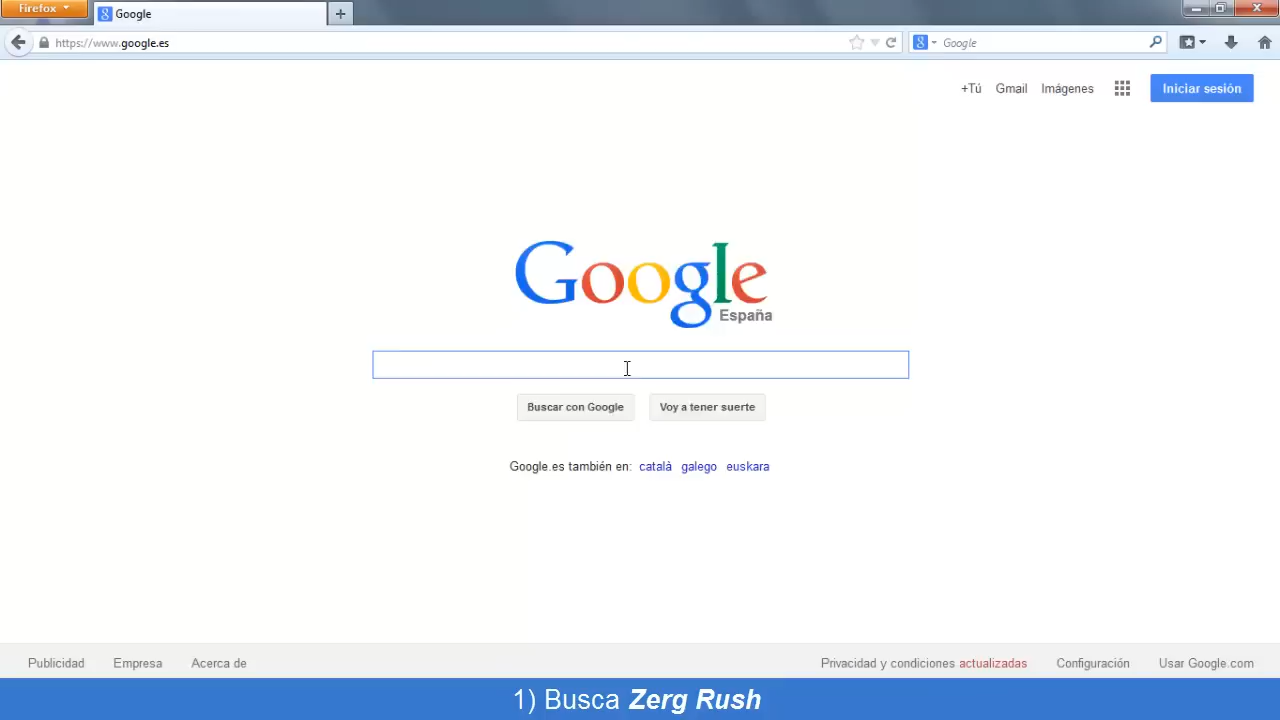 Firefox
Google
https://www.google.es
Google
+Tú Gmail Imágenes
Iniciar sesión
Google
España
Buscar con Google Voy a tener suerte
Google.es también en: català galego euskara
Publicidad Empresa Acerca de Privacidad y condiciones actualizadas Configuración Usar Google.com
1) Busca Zerg Rush